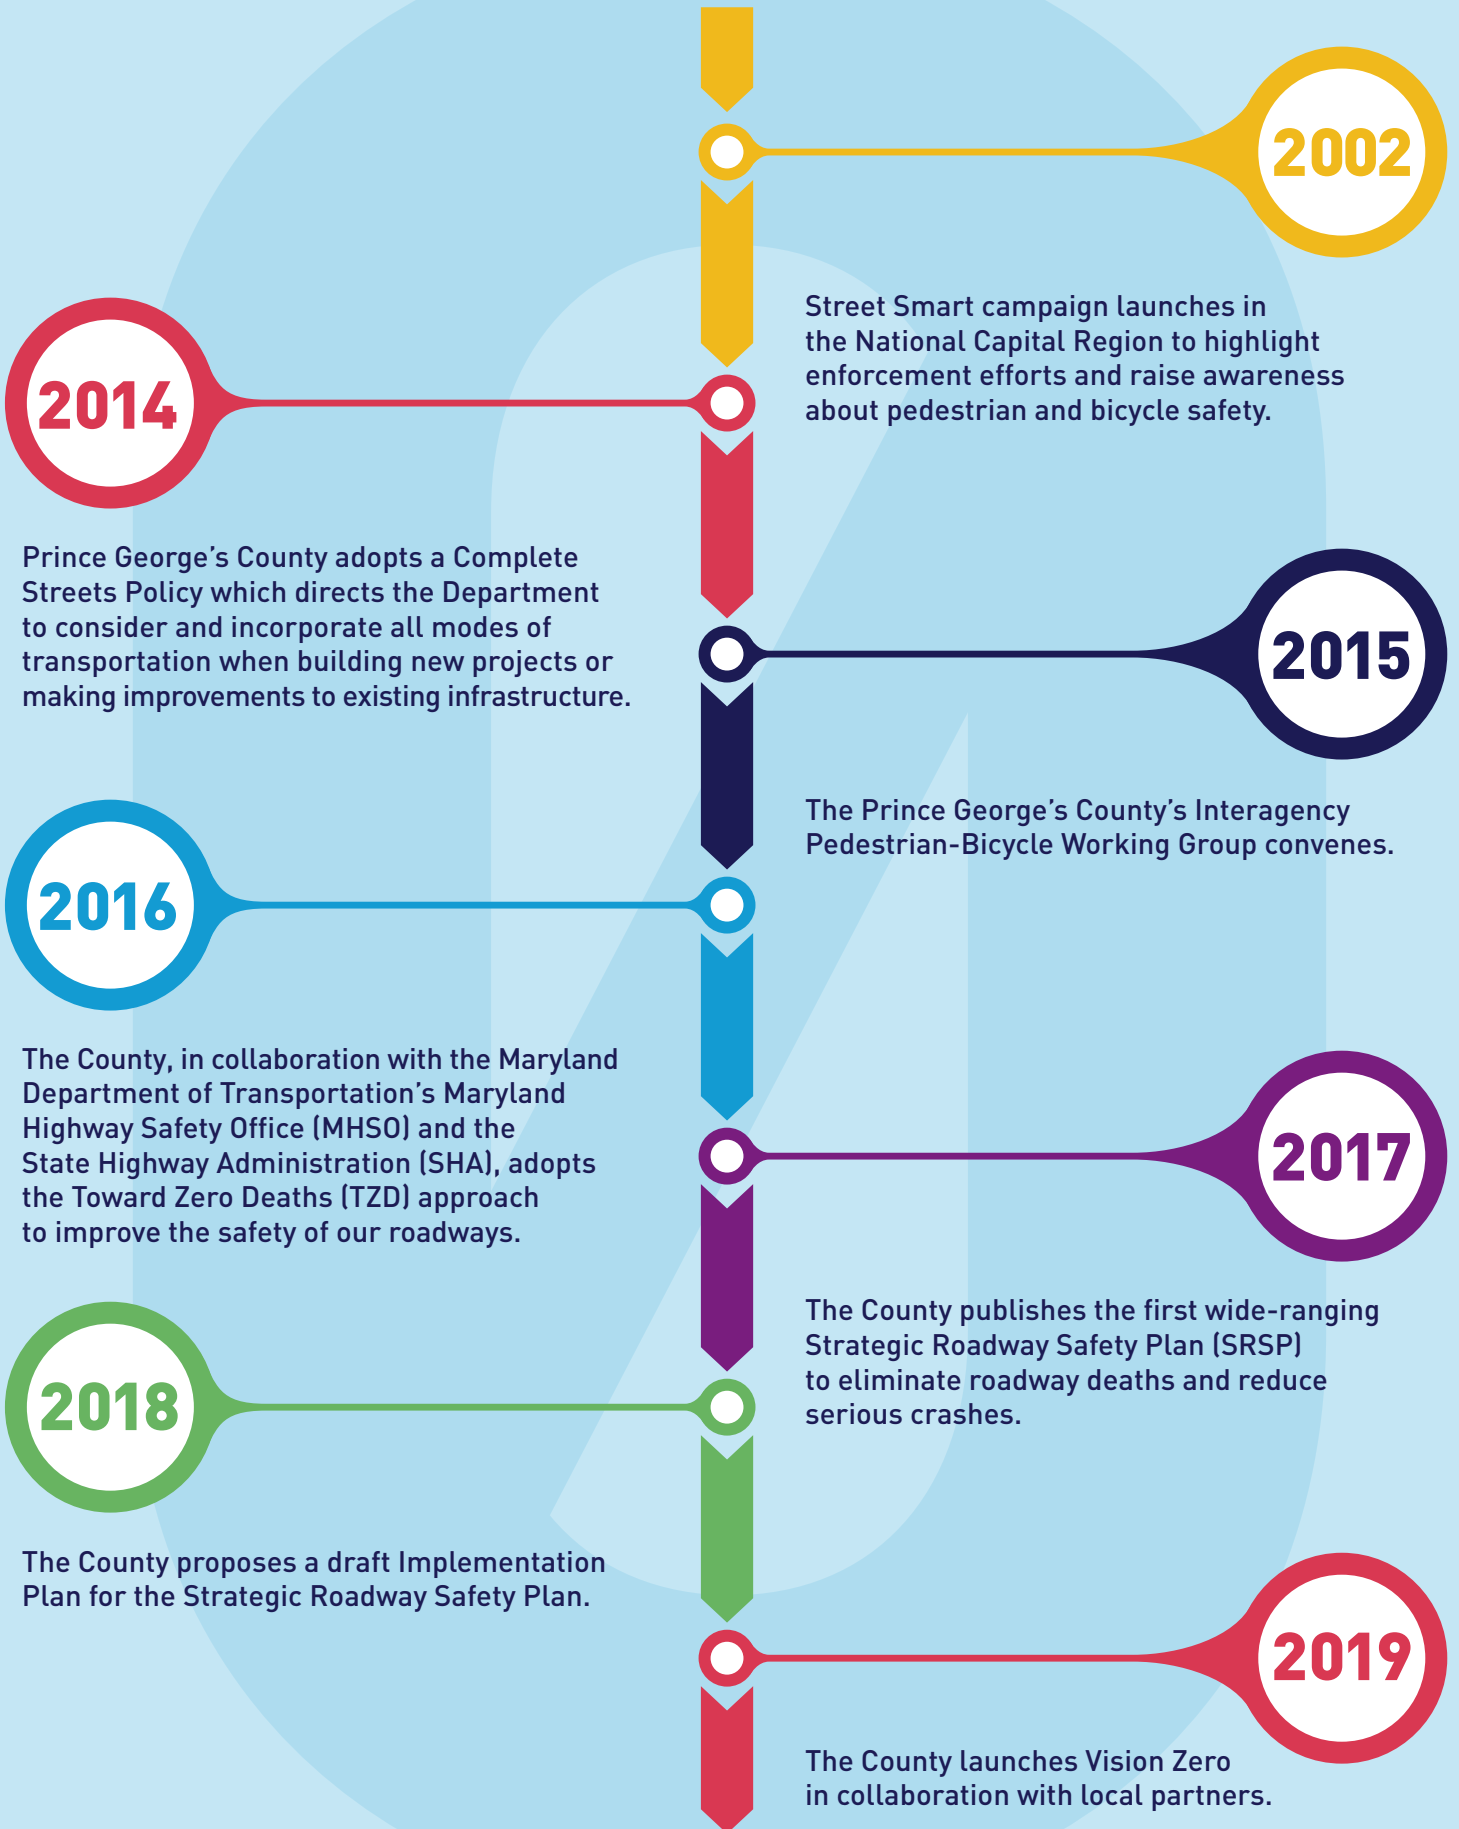 2002
Street Smart campaign launches in
the National Capital Region to highlight
enforcement efforts and raise awareness
about pedestrian and bicycle safety.
2014
Prince George’s County adopts a Complete
Streets Policy which directs the Department
to consider and incorporate all modes of
transportation when building new projects or
making improvements to existing infrastructure.
2015
The Prince George’s County’s Interagency
Pedestrian-Bicycle Working Group convenes.
2016
The County, in collaboration with the Maryland
Department of Transportation’s Maryland
Highway Safety Office (MHSO) and the
State Highway Administration (SHA), adopts
the Toward Zero Deaths (TZD) approach
to improve the safety of our roadways.
2017
The County publishes the first wide-ranging
Strategic Roadway Safety Plan (SRSP)
to eliminate roadway deaths and reduce
serious crashes.
2018
The County proposes a draft Implementation
Plan for the Strategic Roadway Safety Plan.
2019
The County launches Vision Zero
in collaboration with local partners.